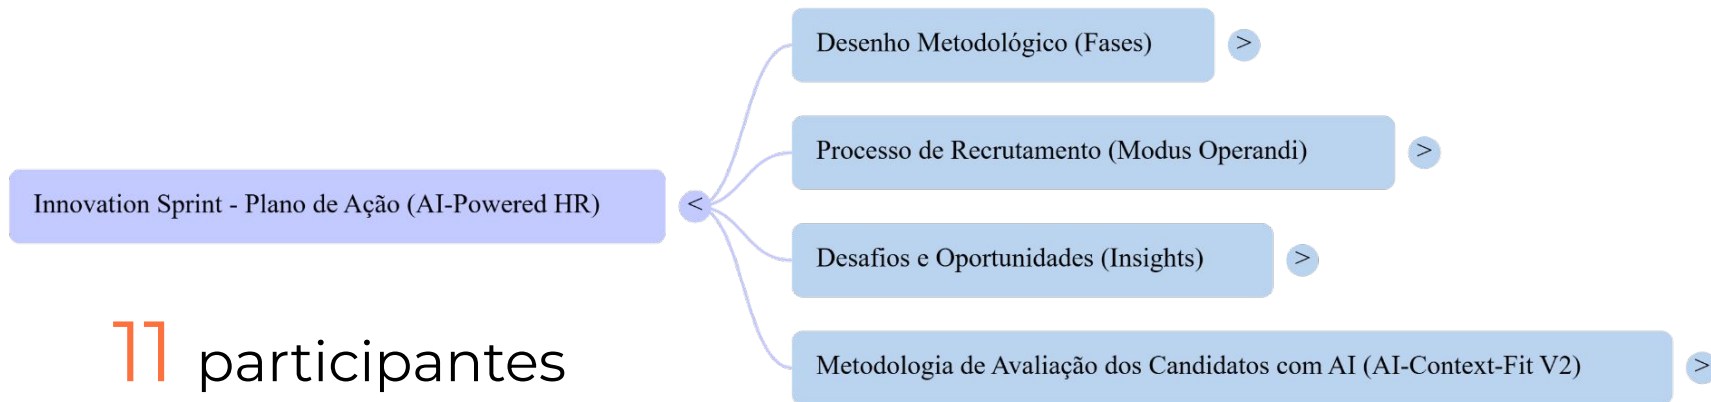 Desenho Metodológico (Fases) >
Processo de Recrutamento (Modus Operandi) >
Innovation Sprint - Plano de Ação (AI-Powered HR) <
Desafios e Oportunidades (Insights) >
11 participantes
Metodologia de Avaliação dos Candidatos com AI (AI-Context-Fit V2) >